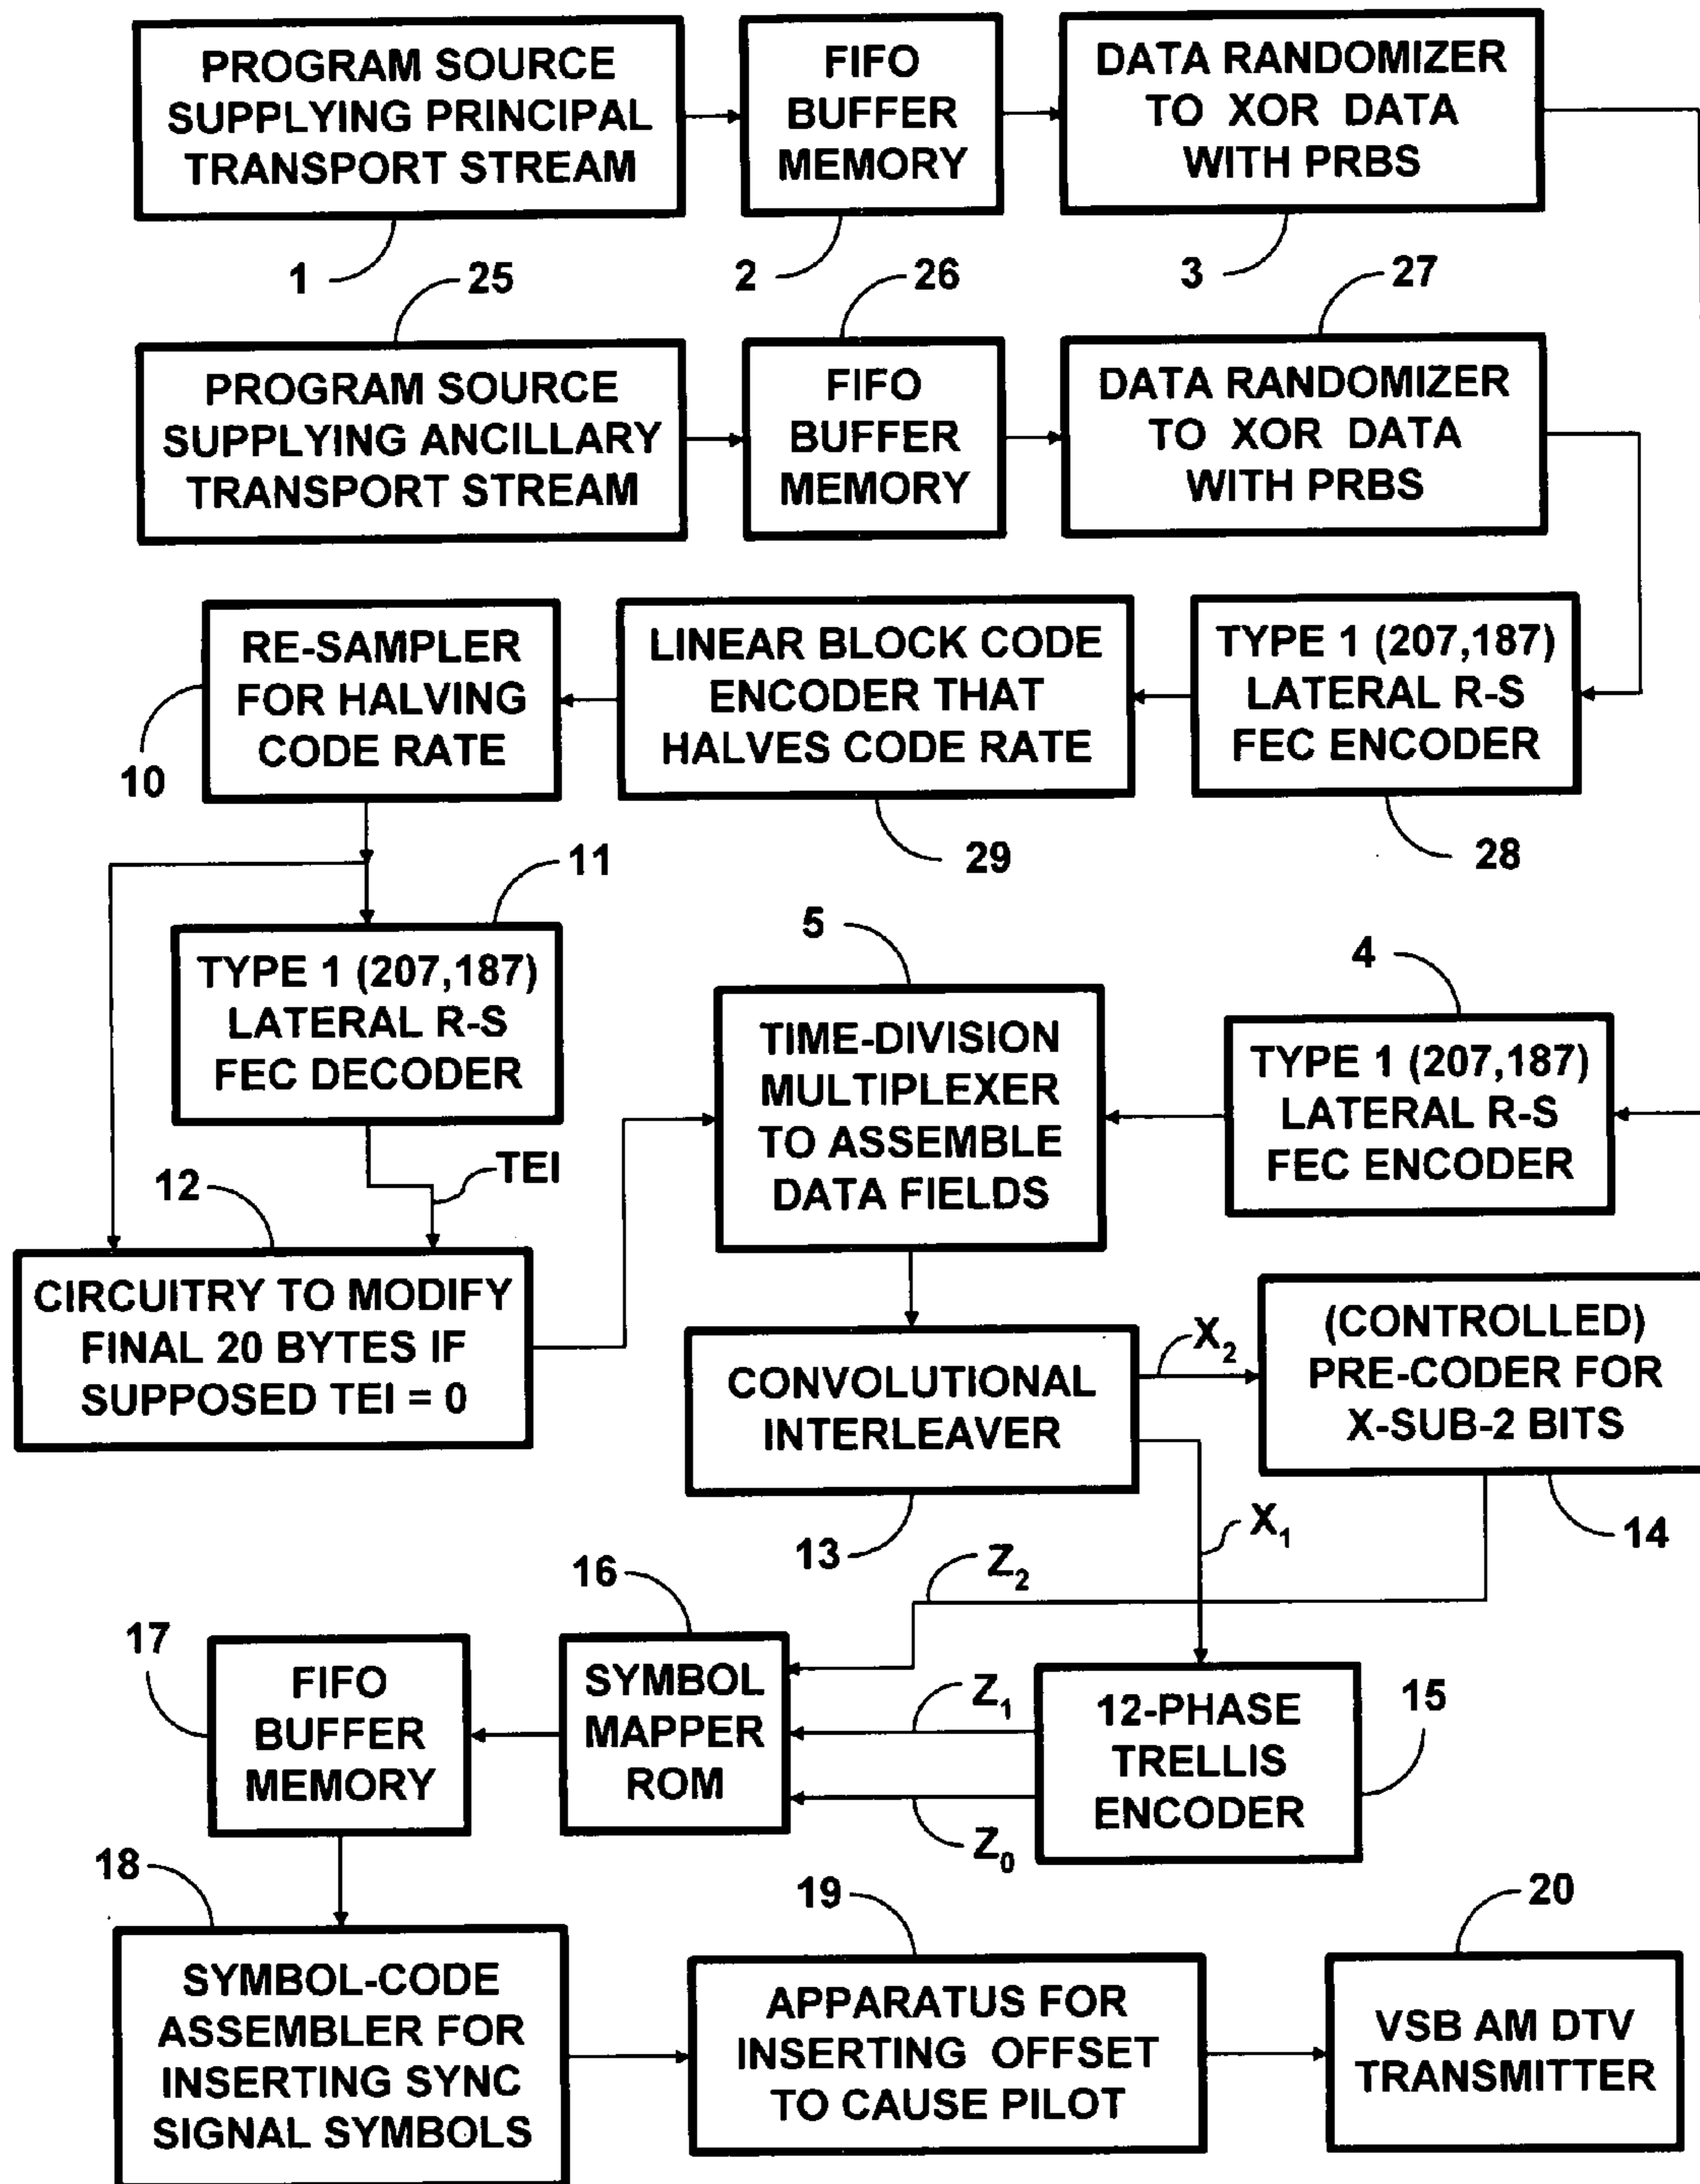 PROGRAM SOURCE
SUPPLYING PRINCIPAL
TRANSPORT STREAM
FIFO
BUFFER
MEMORY
DATA RANDOMIZER
TO XOR DATA
WITH PRBS
1
25
2
26
3
27
PROGRAM SOURCE
SUPPLYING ANCILLARY
TRANSPORT STREAM
FIFO
BUFFER
MEMORY
DATA RANDOMIZER
TO XOR DATA
WITH PRBS
RE-SAMPLER
FOR HALVING
CODE RATE
LINEAR BLOCK CODE
ENCODER THAT
HALVES CODE RATE
TYPE 1 (207,187)
LATERAL R-S
FEC ENCODER
10
11
29
28
TYPE 1 (207,187)
LATERAL R-S
FEC DECODER
5
TIME-DIVISION
MULTIPLEXER
TO ASSEMBLE
DATA FIELDS
4
TYPE 1 (207,187)
LATERAL R-S
FEC ENCODER
TEI
12
CIRCUITRY TO MODIFY
FINAL 20 BYTES IF
SUPPOSED TEI = 0
CONVOLUTIONAL
INTERLEAVER
X2
(CONTROLLED)
PRE-CODER FOR
X-SUB-2 BITS
13
X1
14
16
Z2
17
FIFO
BUFFER
MEMORY
SYMBOL
MAPPER
ROM
Z1
Z0
12-PHASE
TRELLIS
ENCODER
15
18
19
20
SYMBOL-CODE
ASSEMBLER FOR
INSERTING SYNC
SIGNAL SYMBOLS
APPARATUS FOR
INSERTING OFFSET
TO CAUSE PILOT
VSB AM DTV
TRANSMITTER